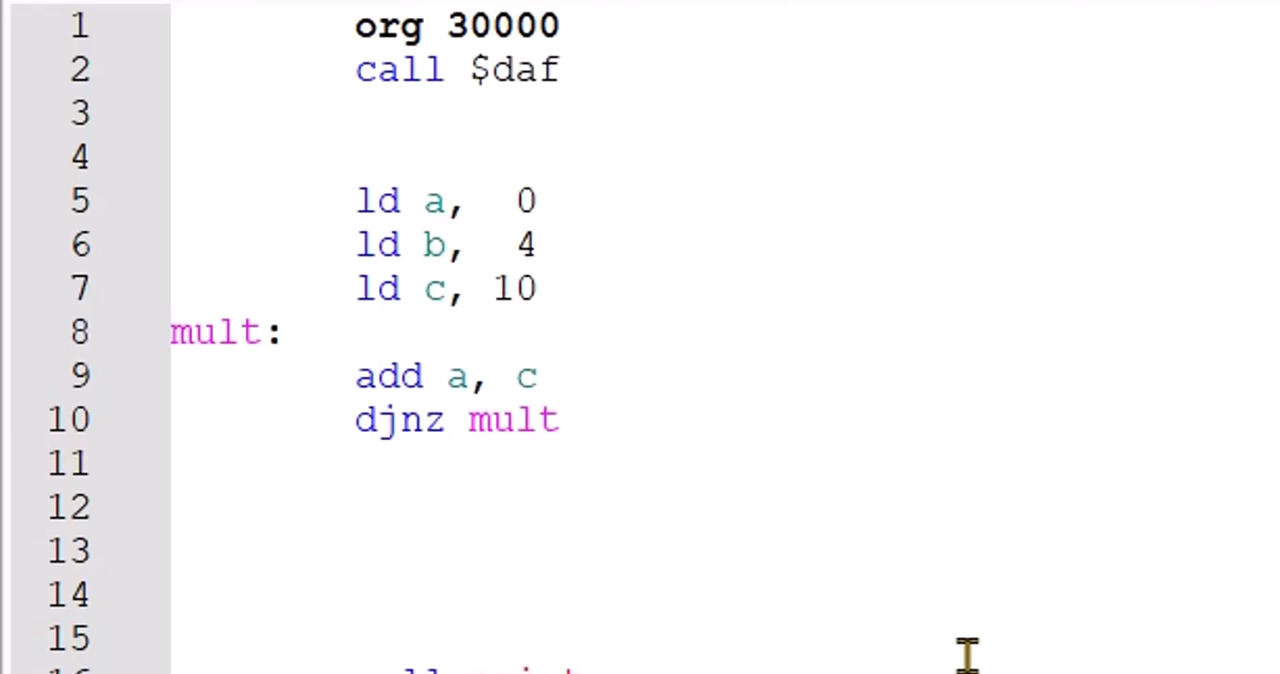 1 org 30000
2 call $daf
3
4
5 ld a, 0
6 ld b, 4
7 ld c, 10
8 mult:
9 add a, c
10 djnz mult
11
12
13
14
15